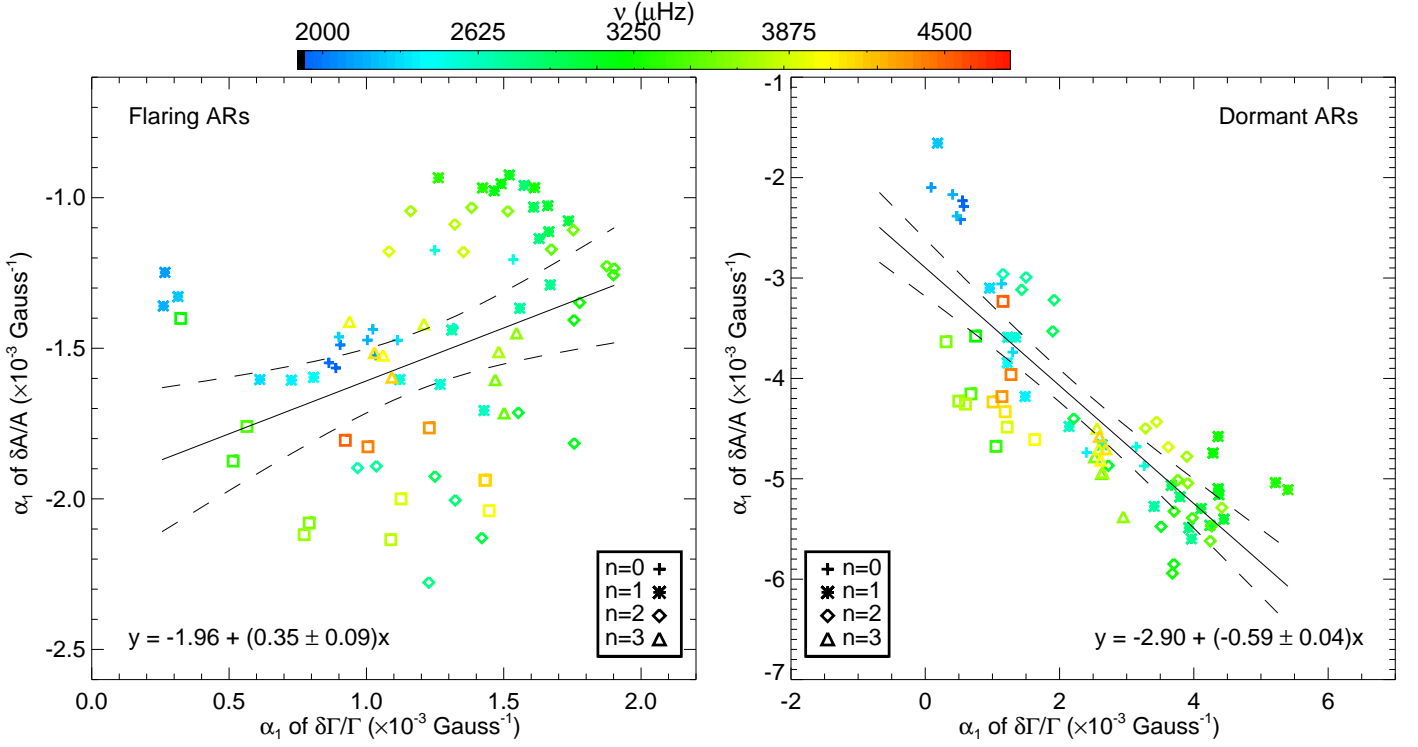 ν (μHz)
2000 2625 3250 3875 4500
Flaring ARs
-1.0
-1.5
-2.0
-2.5
α₁ of δA/A (×10⁻³ Gauss⁻¹)
n=0
n=1
n=2
n=3
y = -1.96 + (0.35 ± 0.09)x
0.0 0.5 1.0 1.5 2.0
α₁ of δΓ/Γ (×10⁻³ Gauss⁻¹)
Dormant ARs
-1
-2
-3
-4
-5
-6
-7
α₁ of δA/A (×10⁻³ Gauss⁻¹)
n=0
n=1
n=2
n=3
y = -2.90 + (-0.59 ± 0.04)x
-2 0 2 4 6
α₁ of δΓ/Γ (×10⁻³ Gauss⁻¹)